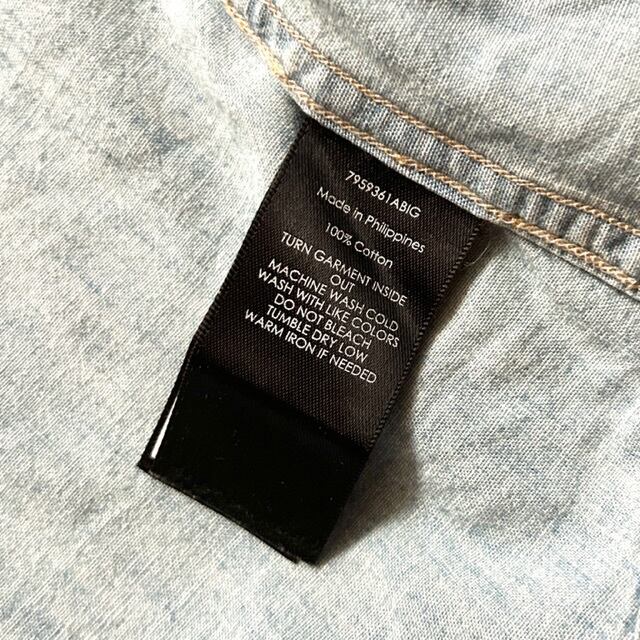 7959361ABIG
Made in Philippines
100% Cotton
TURN GARMENT INSIDE
OUT
MACHINE WASH COLD
WASH WITH LIKE COLORS
DO NOT BLEACH
TUMBLE DRY LOW
WARM IRON IF NEEDED